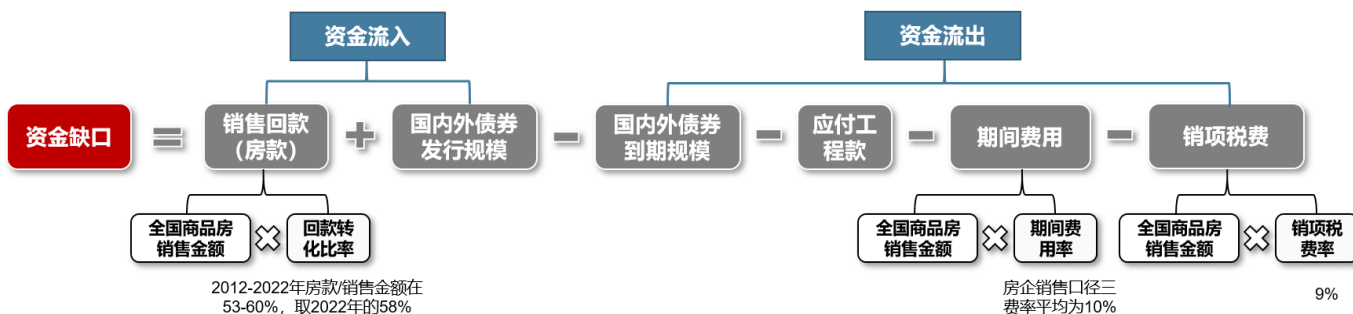 资金流入
资金流出
资金缺口
=
销售回款
（房款）
+
国内外债券
发行规模
-
国内外债券
到期规模
-
应付工
程款
-
期间费用
-
销项税费
全国商品房
销售金额
×
回款转
化比率
全国商品房
销售金额
×
期间费
用率
全国商品房
销售金额
×
销项税
费率
2012-2022年房款/销售金额在
53-60%，取2022年的58%
房企销售口径三
费率平均为10%
9%